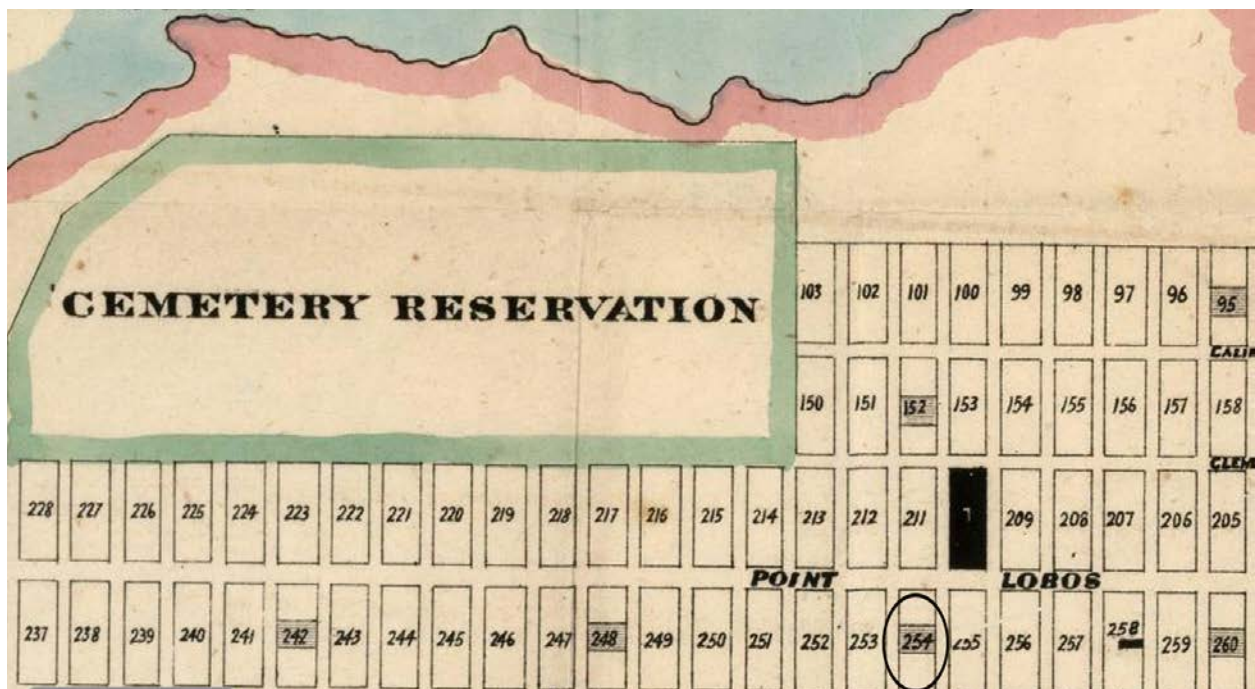 CEMETERY RESERVATION
103 102 101 100 99 98 97 96 95
CALIF
150 151 152 153 154 155 156 157 158
CLEM
228 227 226 225 224 223 222 221 220 219 218 217 216 215 214 213 212 211 209 208 207 206 205
POINT LOBOS
237 238 239 240 241 242 243 244 245 246 247 248 249 250 251 252 253 254 255 256 257 258 259 260